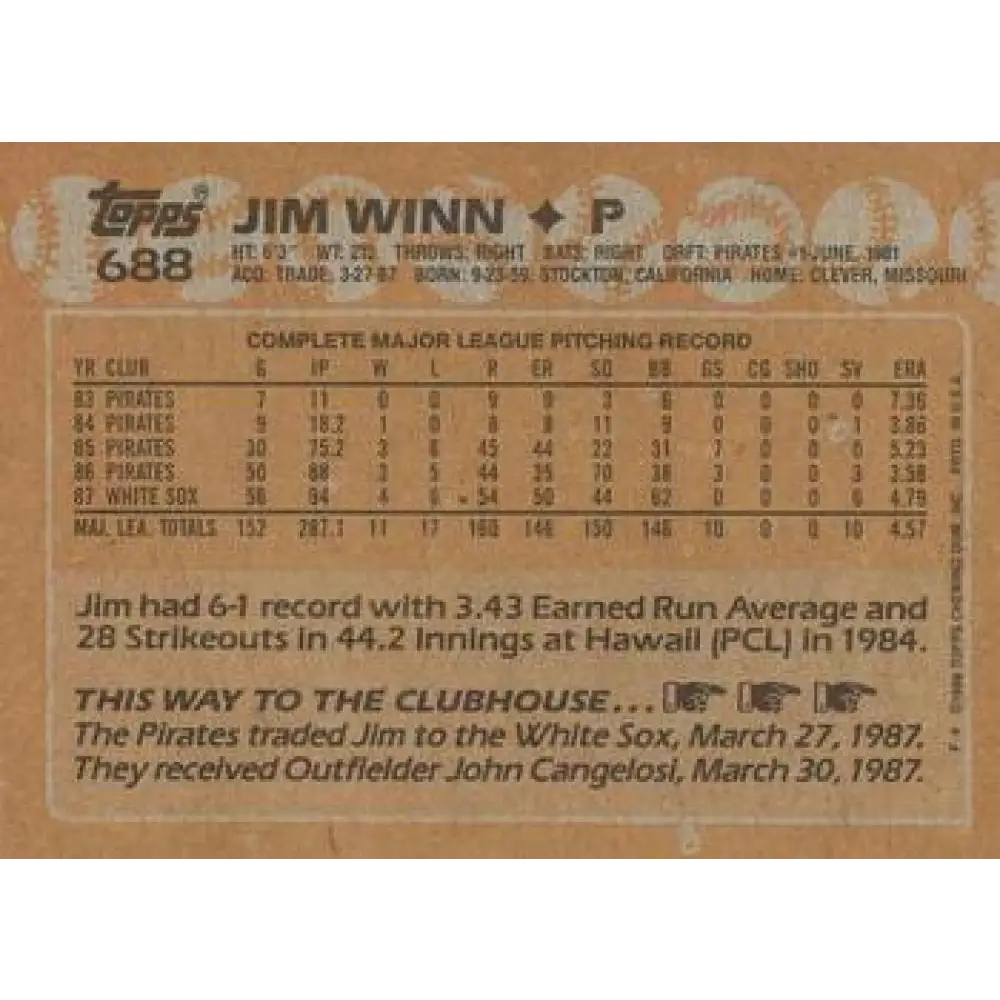 topps® JIM WINN ✦ P
688 HT: 6'3" WT: 215 THROWS: RIGHT BATS: RIGHT DRFT: PIRATES #1-JUNE, 1981
ACQ: TRADE, 3-27-87 BORN: 9-23-59, STOCKTON, CALIFORNIA HOME: CLEVER, MISSOURI
COMPLETE MAJOR LEAGUE PITCHING RECORD
YR CLUB G IP W L R ER SO BB GS CG SHO SV ERA
83 PIRATES 7 11 0 0 9 9 3 6 0 0 0 0 7.36
84 PIRATES 9 18.2 1 0 8 8 11 9 0 0 0 1 3.86
85 PIRATES 30 75.2 3 6 45 44 22 31 7 0 0 0 5.23
86 PIRATES 50 88 3 5 44 35 70 38 3 0 0 3 3.58
87 WHITE SOX 56 94 4 6 54 50 44 62 0 0 0 6 4.79
MAJ. LEA. TOTALS 152 287.1 11 17 160 146 150 146 10 0 0 10 4.57
Jim had 6-1 record with 3.43 Earned Run Average and
28 Strikeouts in 44.2 Innings at Hawaii (PCL) in 1984.
THIS WAY TO THE CLUBHOUSE...
The Pirates traded Jim to the White Sox, March 27, 1987.
They received Outfielder John Cangelosi, March 30, 1987.
©1988 TOPPS CHEWING GUM, INC. PRTD. IN U.S.A.